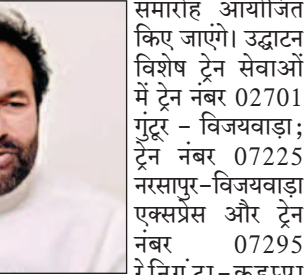 समारोह आयोजित
किए जाएंगे। उद्घाटन
विशेष ट्रेन सेवाओं
में ट्रेन नंबर 02701
गुंटूर – विजयवाड़ा;
ट्रेन नंबर 07225
नरसापुर-विजयवाड़ा
एक्सप्रेस और ट्रेन
नंबर 07295